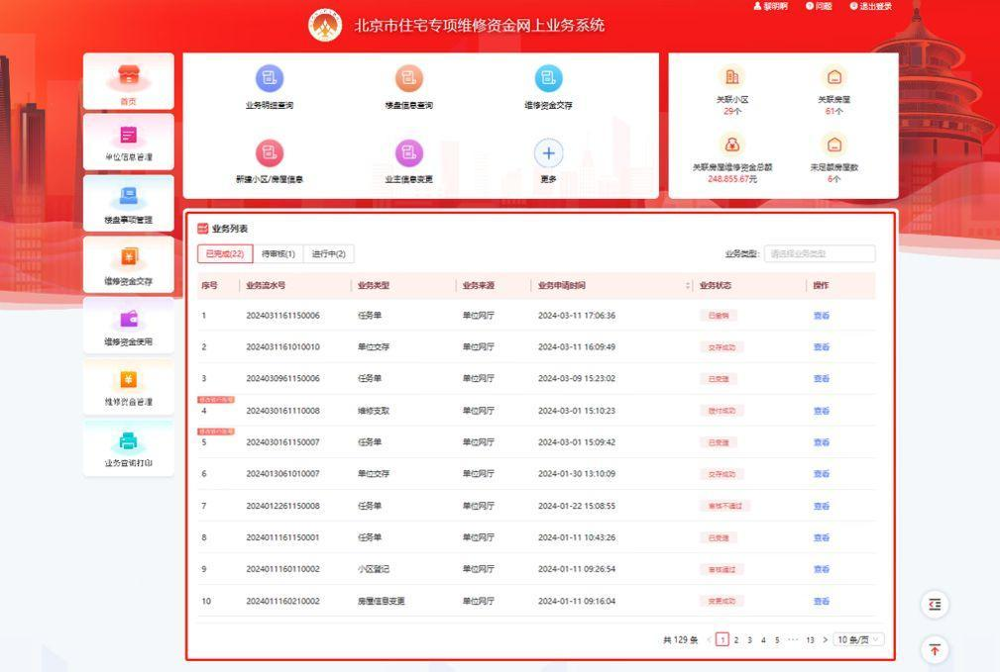 黎明啊 问题 退出登录
北京市住宅专项维修资金网上业务系统
首页
单位信息管理
楼盘事项管理
维修资金交存
维修资金使用
维修资金管理
业务查询打印
业务明细查询 楼盘信息查询 维修资金交存
新建小区/房屋信息 业主信息变更 更多
关联小区 关联房屋
29个 61个
关联房屋维修资金总额 未足额房屋数
248,855.67元 6个
业务列表
已完成(22) 待审核(1) 进行中(2) 业务类型: 请选择业务类型
序号 业务流水号 业务类型 业务来源 业务申请时间 业务状态 操作
1 2024031161150006 任务单 单位网厅 2024-03-11 17:06:36 已撤销 查看
2 2024031161010010 单位交存 单位网厅 2024-03-11 16:09:49 交存成功 查看
3 2024030961150006 任务单 单位网厅 2024-03-09 15:23:02 已受理 查看
修改银行账号
4 2024030161110008 维修支取 单位网厅 2024-03-01 15:10:23 拨付成功 查看
修改银行账号
5 2024030161150007 任务单 单位网厅 2024-03-01 15:09:42 已受理 查看
6 2024013061010007 单位交存 单位网厅 2024-01-30 13:10:09 交存成功 查看
7 2024012261150008 任务单 单位网厅 2024-01-22 15:08:55 审核不通过 查看
8 2024011161150001 任务单 单位网厅 2024-01-11 10:43:26 已受理 查看
9 2024011160110002 小区登记 单位网厅 2024-01-11 09:26:54 审核通过 查看
10 2024011160210002 房屋信息变更 单位网厅 2024-01-11 09:16:04 变更成功 查看
共 129 条 < 1 2 3 4 5 ··· 13 > 10 条/页